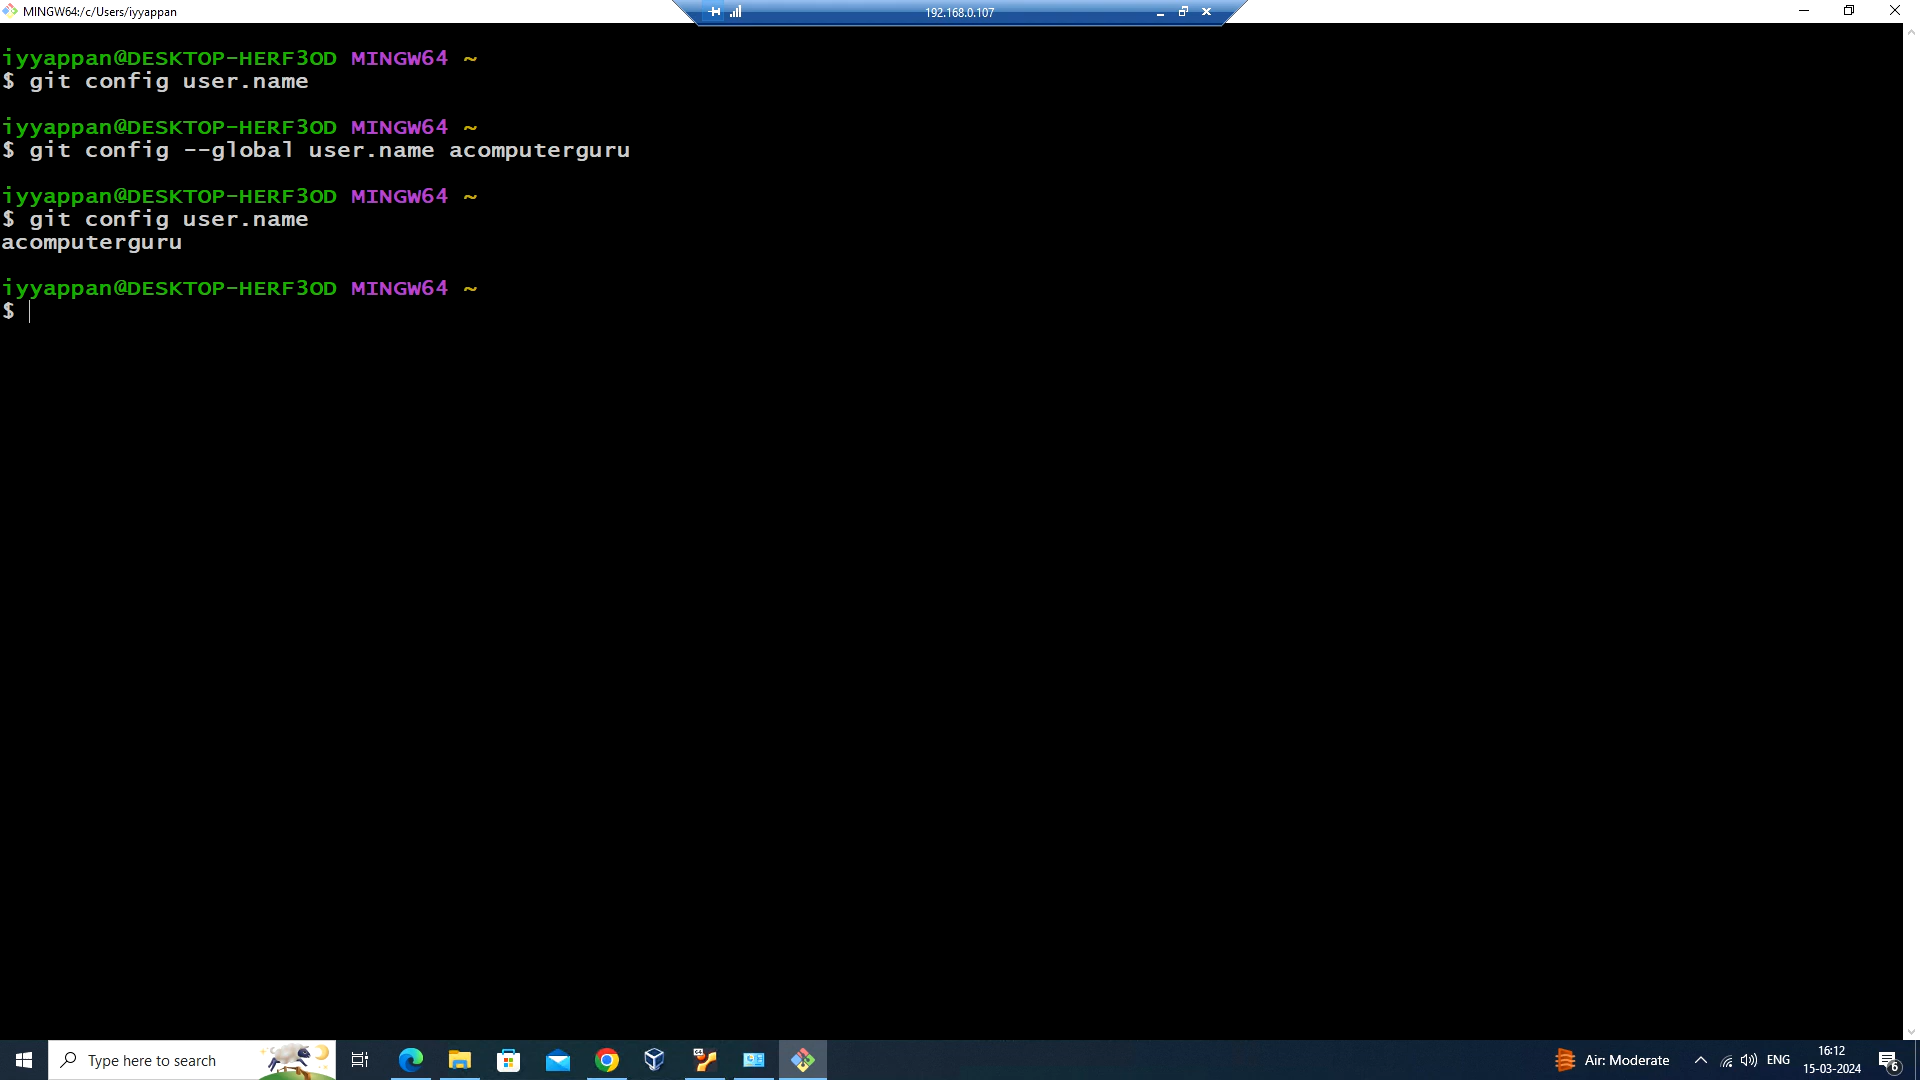 MINGW64:/c/Users/iyyappan
192.168.0.107
iyyappan@DESKTOP-HERF3OD MINGW64 ~
$ git config user.name
iyyappan@DESKTOP-HERF3OD MINGW64 ~
$ git config --global user.name acomputerguru
iyyappan@DESKTOP-HERF3OD MINGW64 ~
$ git config user.name
acomputerguru
iyyappan@DESKTOP-HERF3OD MINGW64 ~
$
Type here to search
Air: Moderate
ENG
16:12
15-03-2024
6